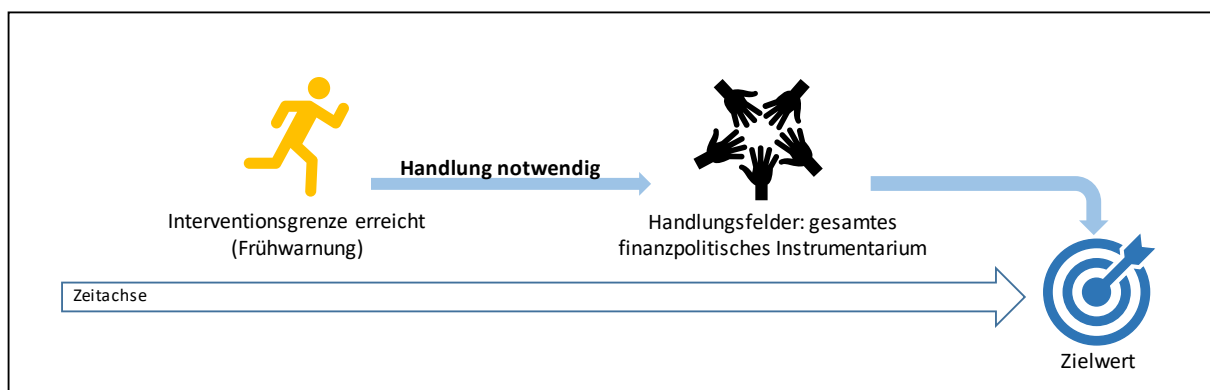 Handlung notwendig
Interventionsgrenze erreicht
(Frühwarnung)
Handlungsfelder: gesamtes
finanzpolitisches Instrumentarium
Zeitachse
Zielwert